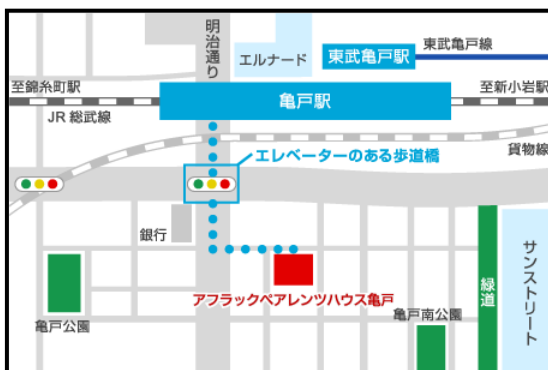 明治通り
エルナード
東武亀戸駅
東武亀戸線
至錦糸町駅
亀戸駅
至新小岩駅
JR 総武線
エレベーターのある歩道橋
貨物線
銀行
サンストリート
緑道
アフラックペアレンツハウス亀戸
亀戸公園
亀戸南公園